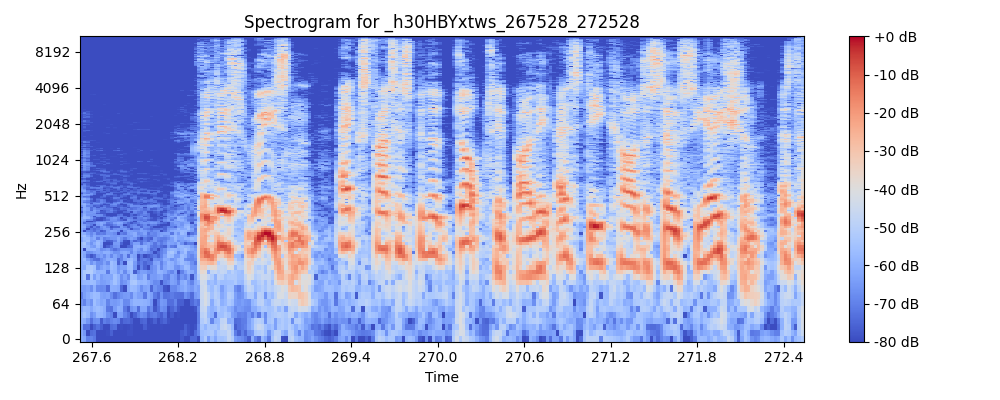 Spectrogram for _h30HBYxtws_267528_272528
8192
4096
2048
1024
512
256
128
64
0
Hz
267.6 268.2 268.8 269.4 270.0 270.6 271.2 271.8 272.4
Time
+0 dB
-10 dB
-20 dB
-30 dB
-40 dB
-50 dB
-60 dB
-70 dB
-80 dB